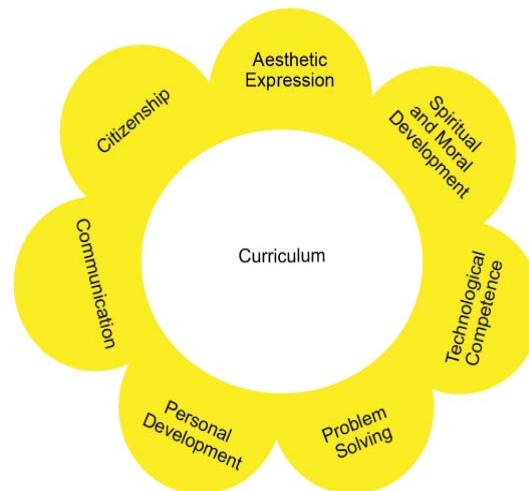 Aesthetic
Expression
Spiritual
and Moral
Development
Technological
Competence
Problem
Solving
Personal
Development
Communication
Citizenship
Curriculum